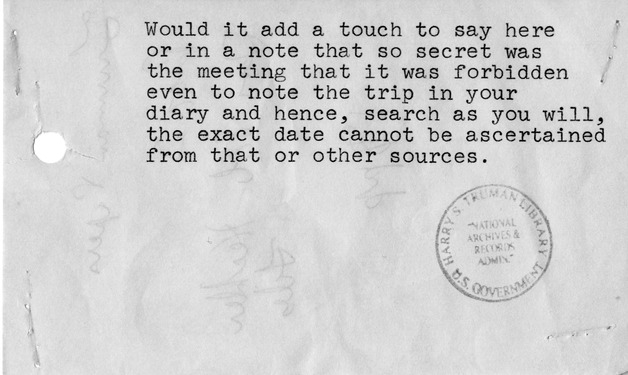 Would it add a touch to say here
or in a note that so secret was
the meeting that it was forbidden
even to note the trip in your
diary and hence, search as you will,
the exact date cannot be ascertained
from that or other sources.
HARRY S. TRUMAN LIBRARY
"NATIONAL
ARCHIVES &
RECORDS
ADMIN."
U.S. GOVERNMENT